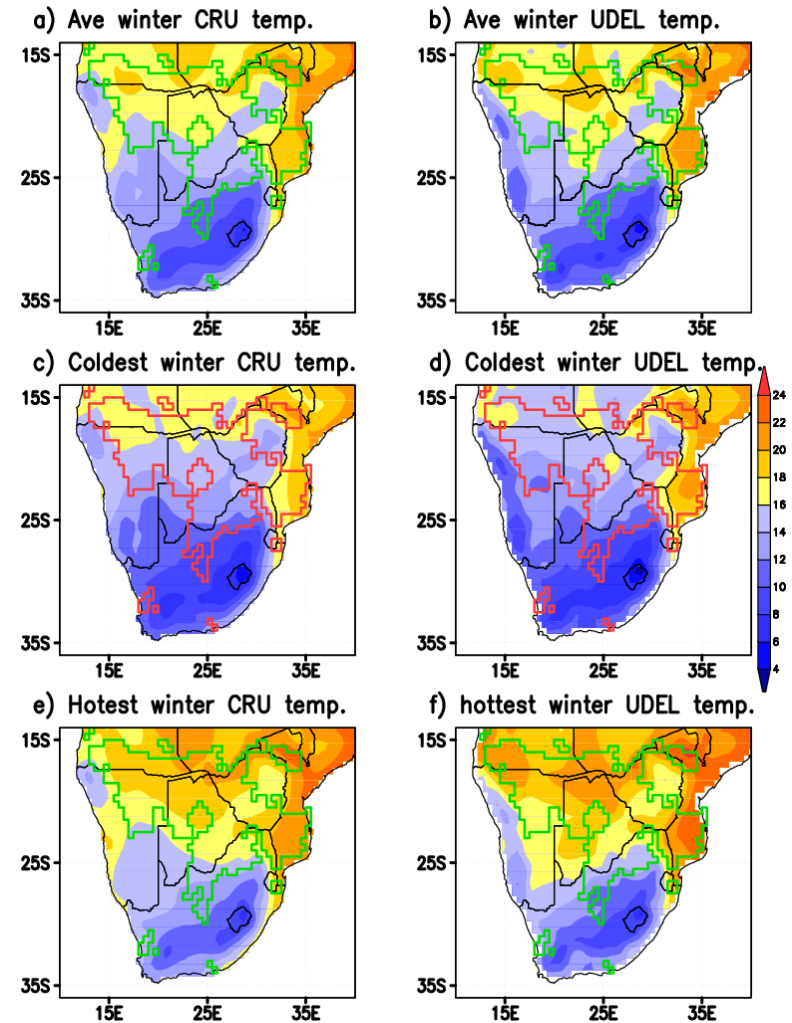 a) Ave winter CRU temp.
b) Ave winter UDEL temp.
15S
25S
35S
15E 25E 35E
15S
25S
35S
15E 25E 35E
c) Coldest winter CRU temp.
d) Coldest winter UDEL temp.
15S
25S
35S
15E 25E 35E
15S
25S
35S
15E 25E 35E
24
22
20
18
16
14
12
10
8
6
4
e) Hotest winter CRU temp.
f) hottest winter UDEL temp.
15S
25S
35S
15E 25E 35E
15S
25S
35S
15E 25E 35E